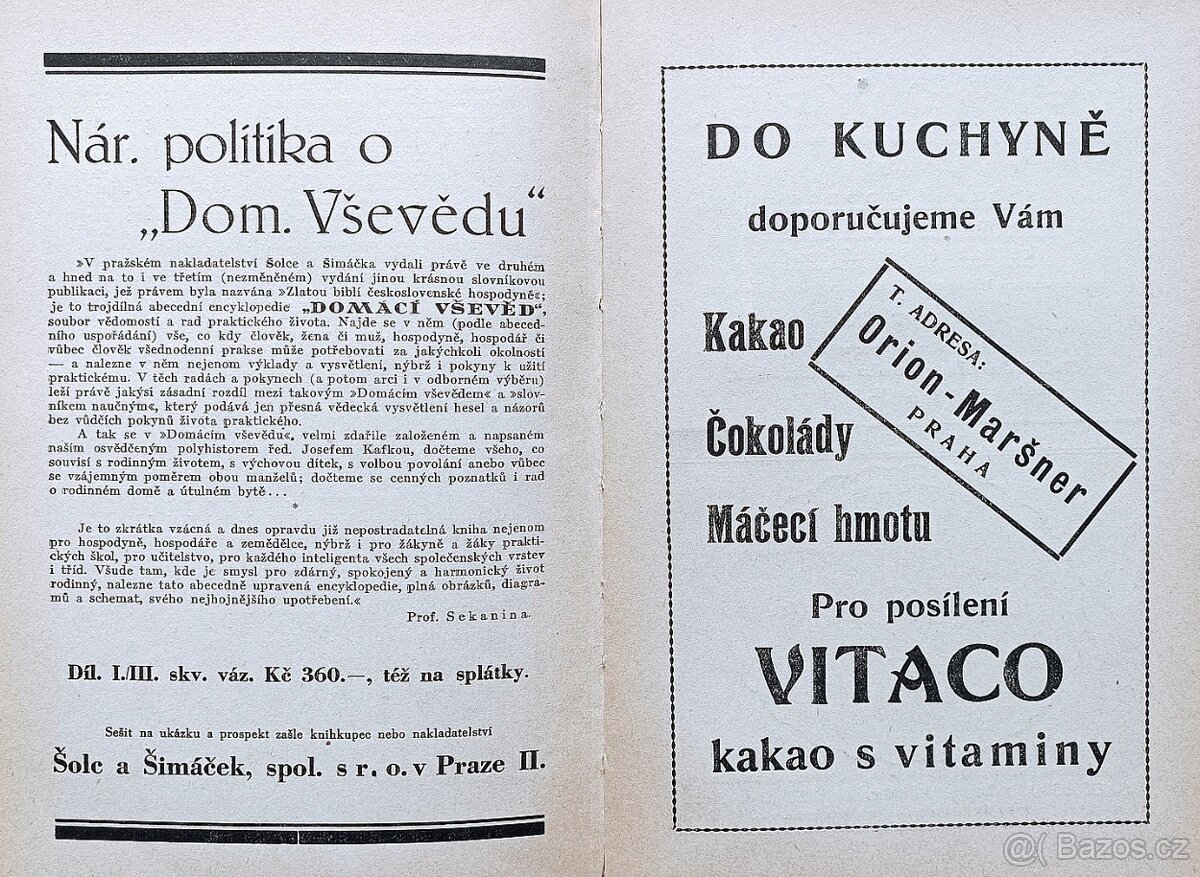 Nár. politika o
„Dom. Vševědu“
»V pražském nakladatelství Šolce a Šimáčka vydali právě ve druhém
a hned na to i ve třetím (nezměněném) vydání jinou krásnou slovníkovou
publikaci, jež právem byla nazvána »Zlatou biblí československé hospodyně«;
je to trojdílná abecední encyklopedie „DOMÁCÍ VŠEVĚD“,
soubor vědomostí a rad praktického života. Najde se v něm (podle abeced-
ního uspořádání) vše, co kdy člověk, žena či muž, hospodyně, hospodář či
vůbec člověk všednodenní prakse může potřebovati za jakýchkoli okolností
— a nalezne v něm nejenom výklady a vysvětlení, nýbrž i pokyny k užití
praktickému. V těch radách a pokynech (a potom arci i v odborném výběru)
leží právě jakýsi zásadní rozdíl mezi takovým »Domácím vševědem« a »slov-
níkem naučným«, který podává jen přesná vědecká vysvětlení hesel a názorů
bez vůdčích pokynů života praktického.
A tak se v »Domácím vševědu«, velmi zdařile založeném a napsaném
naším osvědčeným polyhistorem řed. Josefem Kafkou, dočteme všeho, co
souvisí s rodinným životem, s výchovou dítek, s volbou povolání anebo vůbec
se vzájemným poměrem obou manželů; dočteme se cenných poznatků i rad
o rodinném domě a útulném bytě...
*
Je to zkrátka vzácná a dnes opravdu již nepostradatelná kniha nejenom
pro hospodyně, hospodáře a zemědělce, nýbrž i pro žákyně a žáky prakti-
ckých škol, pro učitelstvo, pro každého inteligenta všech společenských vrstev
i tříd. Všude tam, kde je smysl pro zdárný, spokojený a harmonický život
rodinný, nalezne tato abecedně upravená encyklopedie, plná obrázků, diagra-
mů a schemat, svého nejhojnějšího upotřebení.«
Prof. Sekanina.
Díl. I./III. skv. váz. Kč 360.—, též na splátky.
Sešit na ukázku a prospekt zašle knihkupec nebo nakladatelství
Šolc a Šimáček, spol. s r. o. v Praze II.
DO KUCHYNĚ
doporučujeme Vám
Kakao
Čokolády
Máčecí hmotu
T. ADRESA:
Orion-Maršner
PRAHA
Pro posílení
VITACO
kakao s vitaminy
@( Bazos.cz